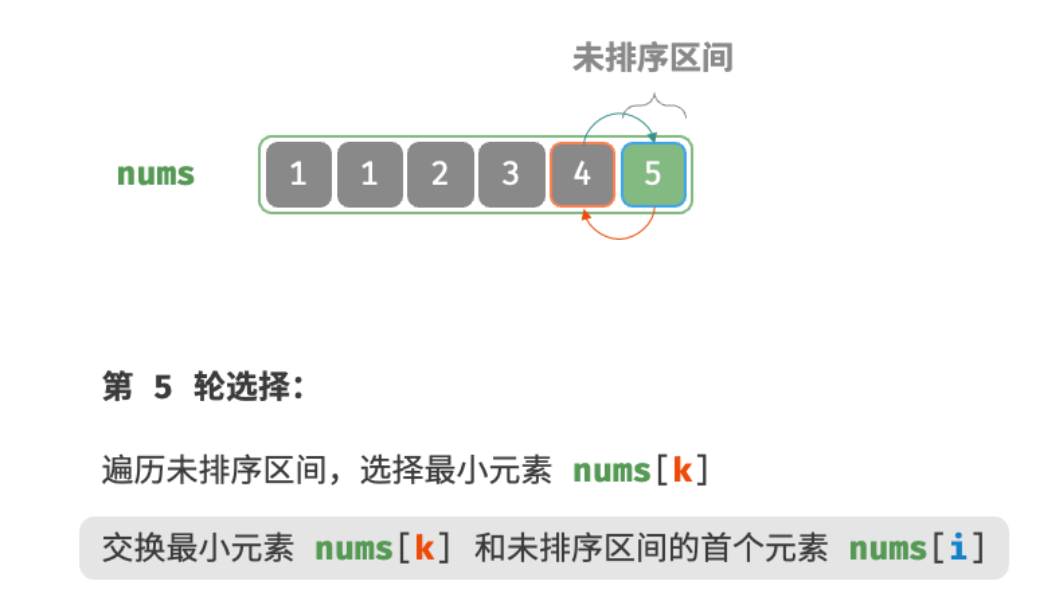 未排序区间
nums 1 1 2 3 4 5
第 5 轮选择：
遍历未排序区间，选择最小元素 nums[k]
交换最小元素 nums[k] 和未排序区间的首个元素 nums[i]